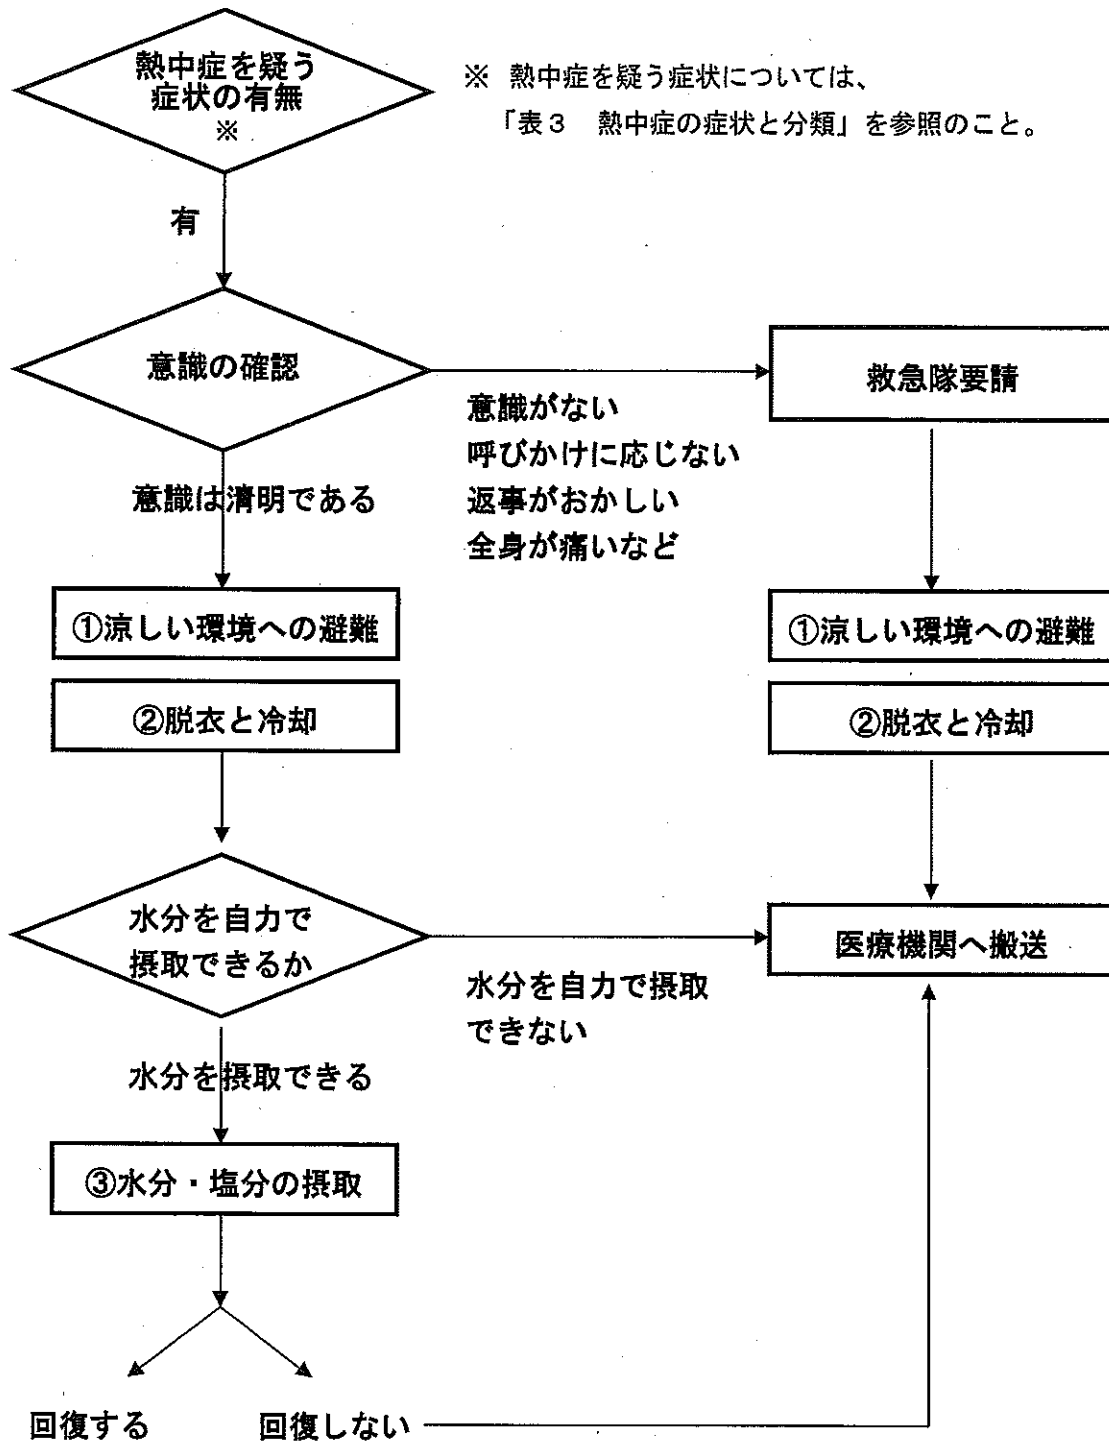 熱中症を疑う
症状の有無
※
※ 熱中症を疑う症状については、
「表３　熱中症の症状と分類」を参照のこと。
有
意識の確認
救急隊要請
意識がない
呼びかけに応じない
返事がおかしい
全身が痛いなど
意識は清明である
①涼しい環境への避難
①涼しい環境への避難
②脱衣と冷却
②脱衣と冷却
水分を自力で
摂取できるか
医療機関へ搬送
水分を自力で摂取
できない
水分を摂取できる
③水分・塩分の摂取
回復する
回復しない